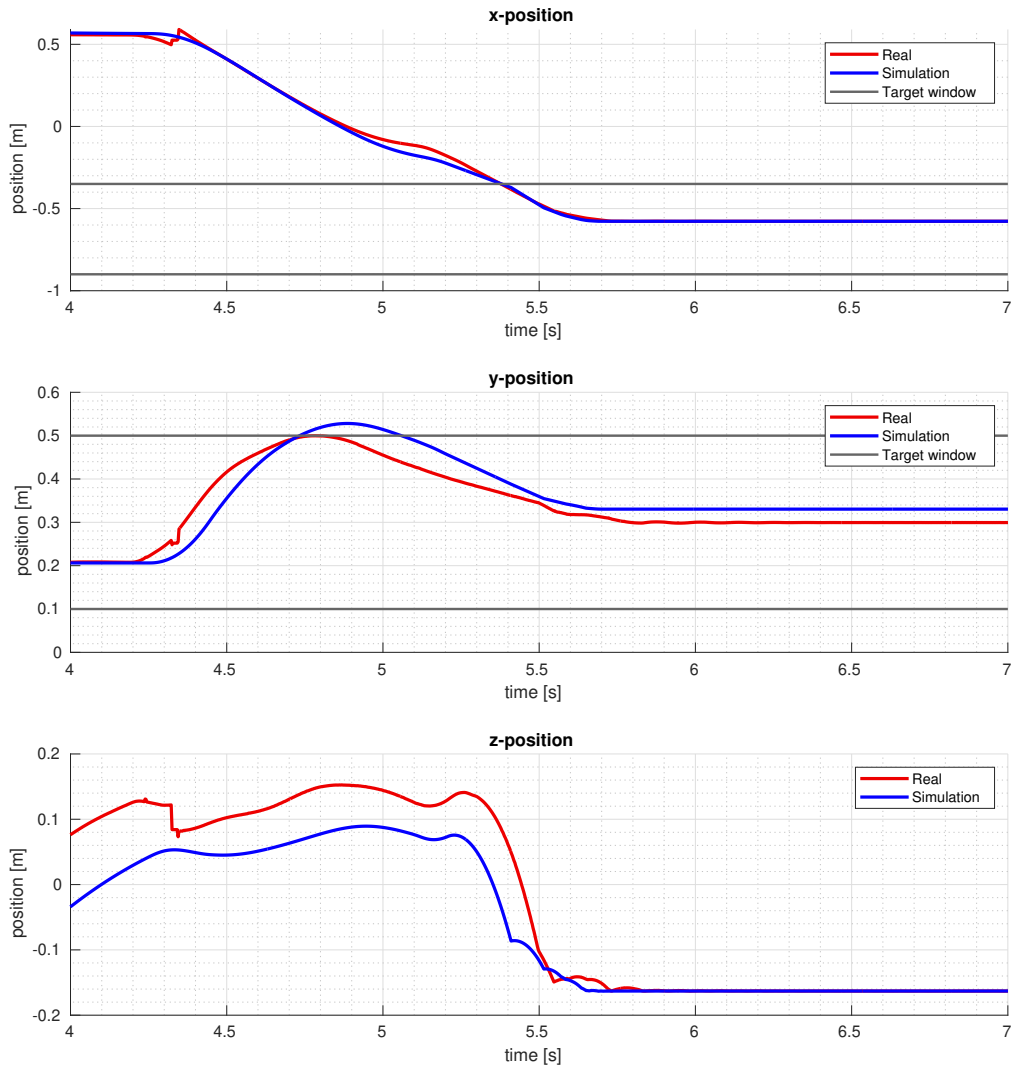 x-position
0.5
0
-0.5
-1
position [m]
Real
Simulation
Target window
4 4.5 5 5.5 6 6.5 7
time [s]
y-position
0.6
0.5
0.4
0.3
0.2
0.1
0
position [m]
Real
Simulation
Target window
4 4.5 5 5.5 6 6.5 7
time [s]
z-position
0.2
0.1
0
-0.1
-0.2
position [m]
Real
Simulation
4 4.5 5 5.5 6 6.5 7
time [s]